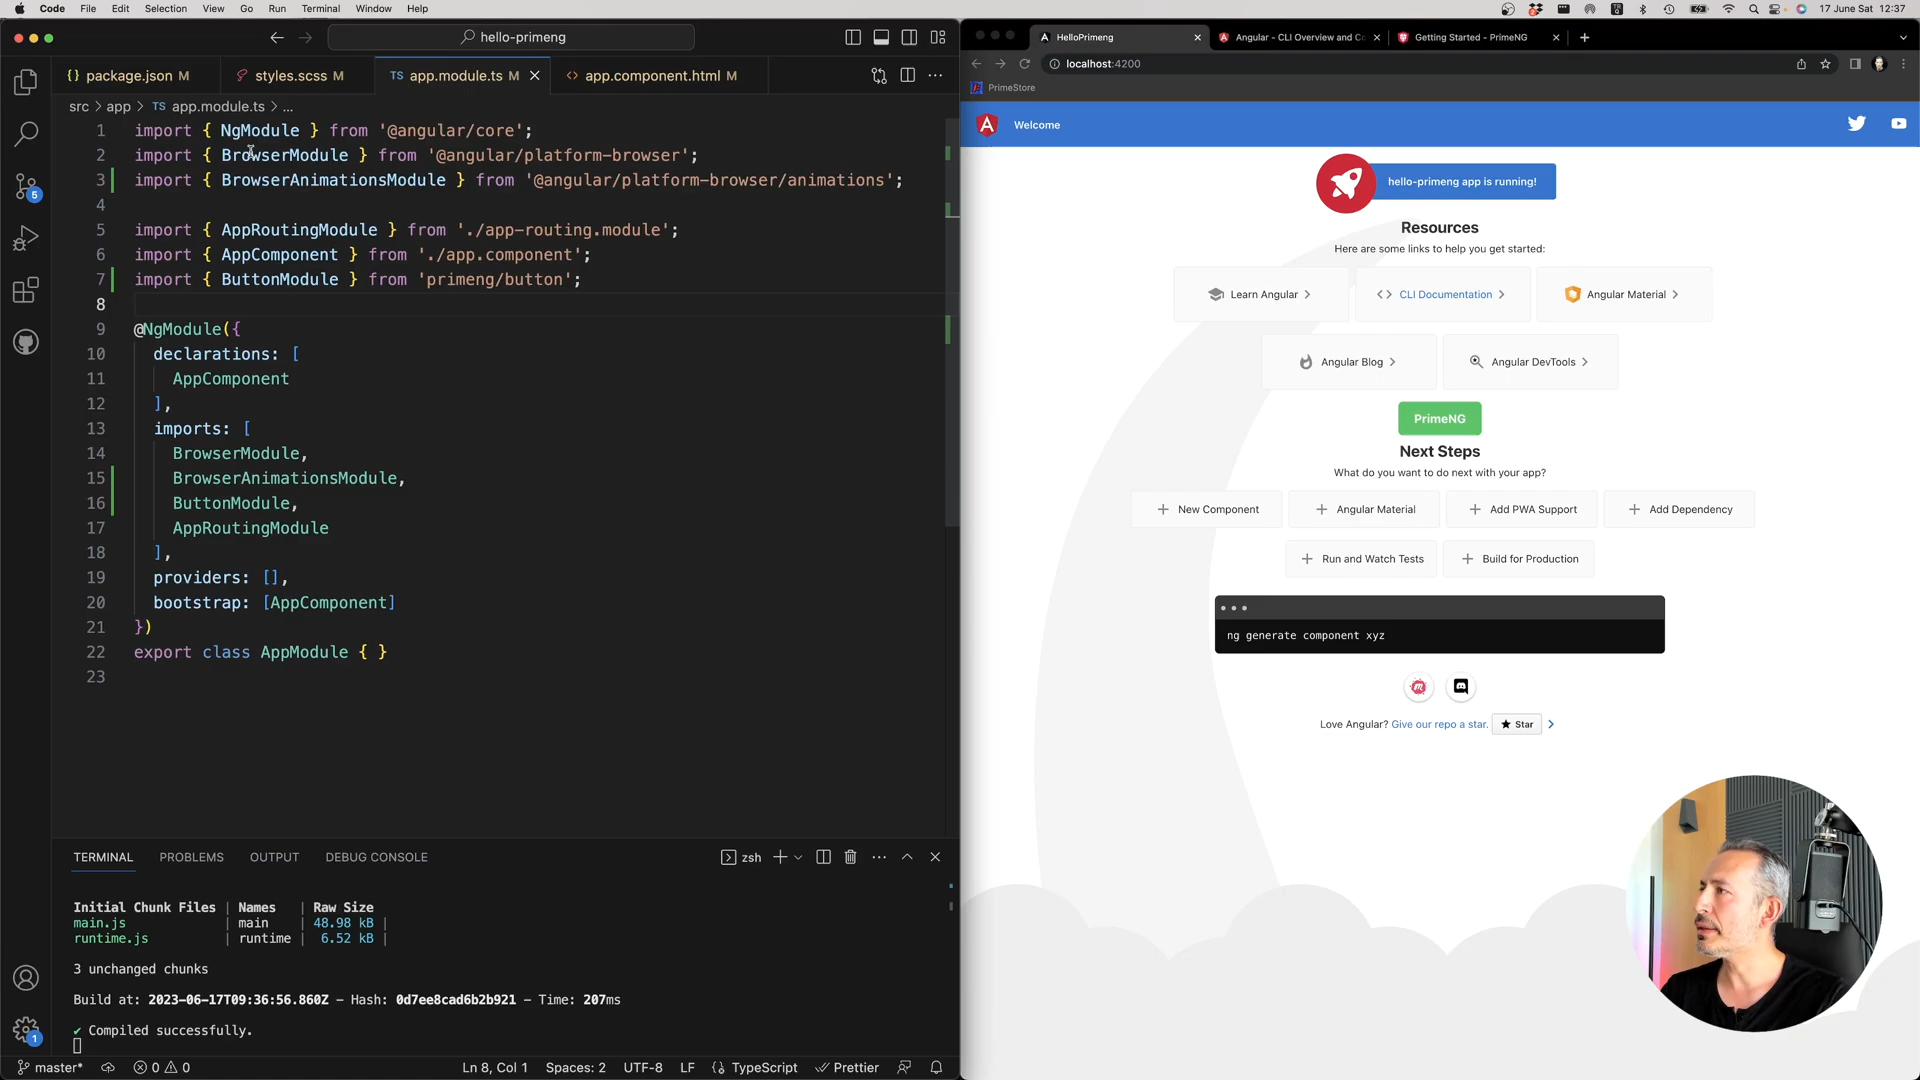 Code File Edit Selection View Go Run Terminal Window Help
17 June Sat 12:37
hello-primeng
package.json M
styles.scss M
TS app.module.ts M
app.component.html M
src > app > TS app.module.ts > ...
1 import { NgModule } from '@angular/core';
2 import { BrowserModule } from '@angular/platform-browser';
3 import { BrowserAnimationsModule } from '@angular/platform-browser/animations';
4
5 import { AppRoutingModule } from './app-routing.module';
6 import { AppComponent } from './app.component';
7 import { ButtonModule } from 'primeng/button';
8
9 @NgModule({
10 declarations: [
11 AppComponent
12 ],
13 imports: [
14 BrowserModule,
15 BrowserAnimationsModule,
16 ButtonModule,
17 AppRoutingModule
18 ],
19 providers: [],
20 bootstrap: [AppComponent]
21 })
22 export class AppModule { }
23
5
1
TERMINAL PROBLEMS OUTPUT DEBUG CONSOLE
zsh
Initial Chunk Files | Names | Raw Size
main.js | main | 48.98 kB |
runtime.js | runtime | 6.52 kB |
3 unchanged chunks
Build at: 2023-06-17T09:36:56.860Z - Hash: 0d7ee8cad6b2b921 - Time: 207ms
✔ Compiled successfully.
master* 0 0 Ln 8, Col 1 Spaces: 2 UTF-8 LF TypeScript Prettier
HelloPrimeng
Angular - CLI Overview and Co
Getting Started - PrimeNG
localhost:4200
PrimeStore
Welcome
hello-primeng app is running!
Resources
Here are some links to help you get started:
Learn Angular
CLI Documentation
Angular Material
Angular Blog
Angular DevTools
PrimeNG
Next Steps
What do you want to do next with your app?
New Component
Angular Material
Add PWA Support
Add Dependency
Run and Watch Tests
Build for Production
ng generate component xyz
Love Angular? Give our repo a star. Star